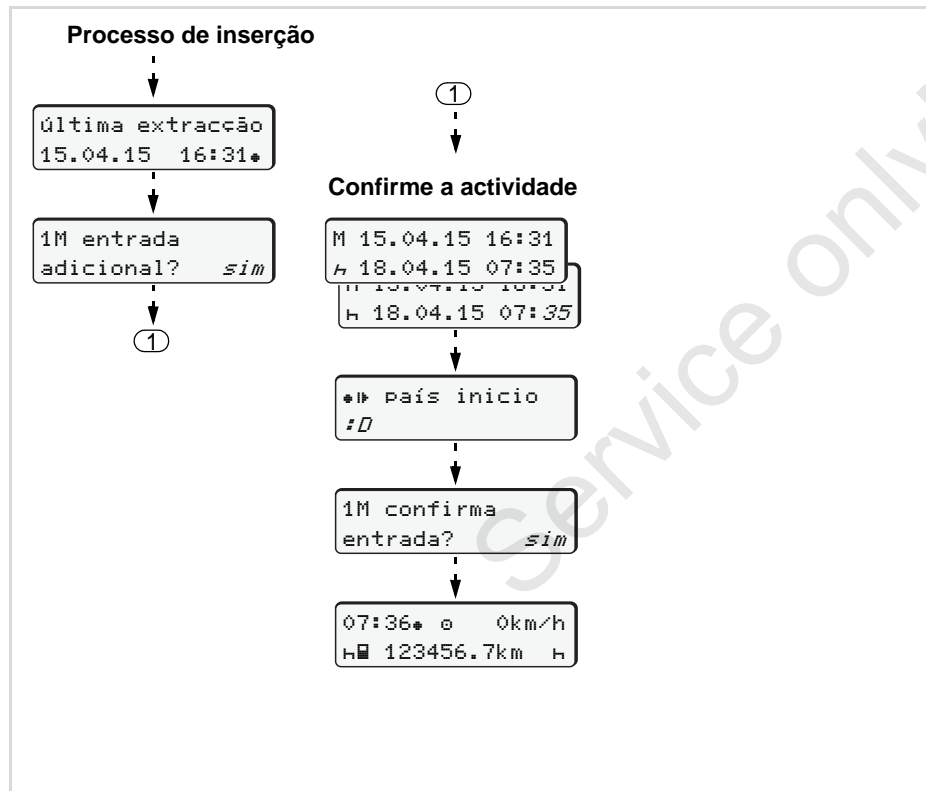 Processo de inserção
última extracção
15.04.15 16:31
1M entrada
adicional? sim
1
1
Confirme a actividade
M 15.04.15 16:31
18.04.15 07:35
18.04.15 07:35
país inicio
:D
1M confirma
entrada? sim
07:36 0km/h
123456.7km
Service only